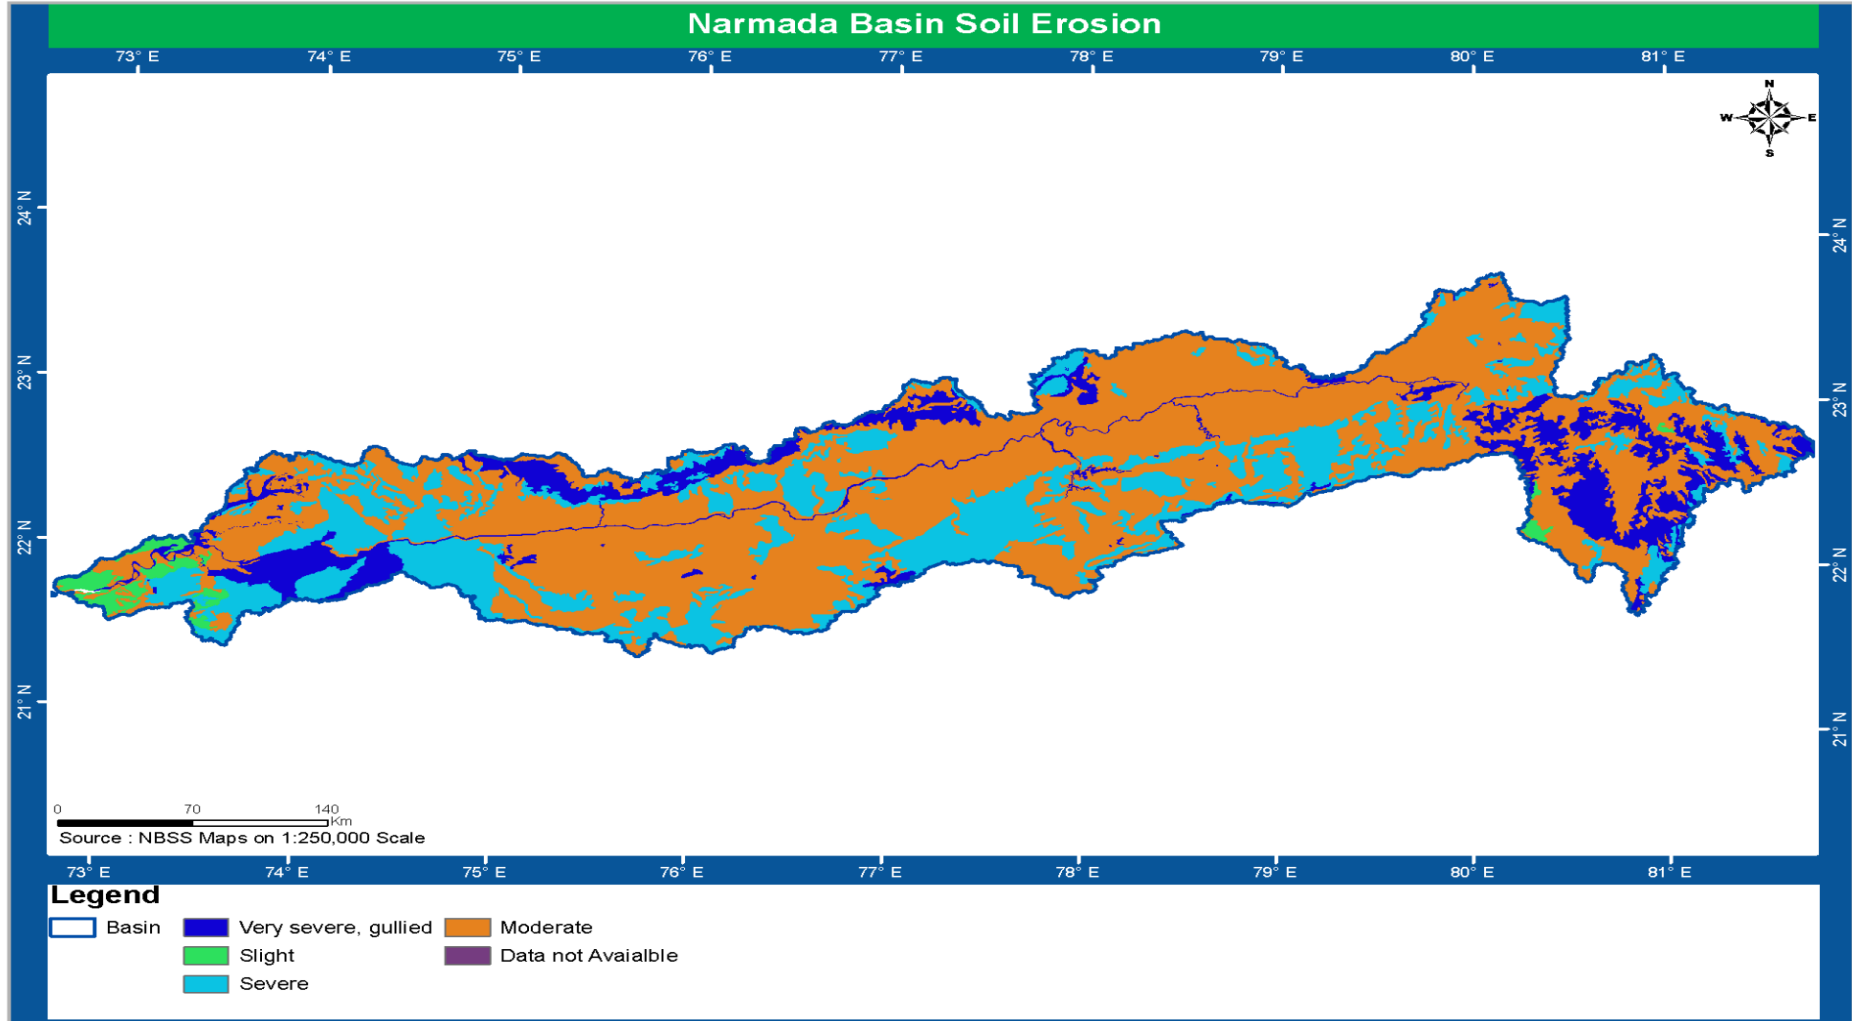 Narmada Basin Soil Erosion
73° E 74° E 75° E 76° E 77° E 78° E 79° E 80° E 81° E
N
W E
S
24° N 24° N
23° N 23° N
22° N 22° N
21° N 21° N
0 70 140
Km
Source : NBSS Maps on 1:250,000 Scale
73° E 74° E 75° E 76° E 77° E 78° E 79° E 80° E 81° E
Legend
Basin Very severe, gullied Moderate
Slight Data not Avaialble
Severe